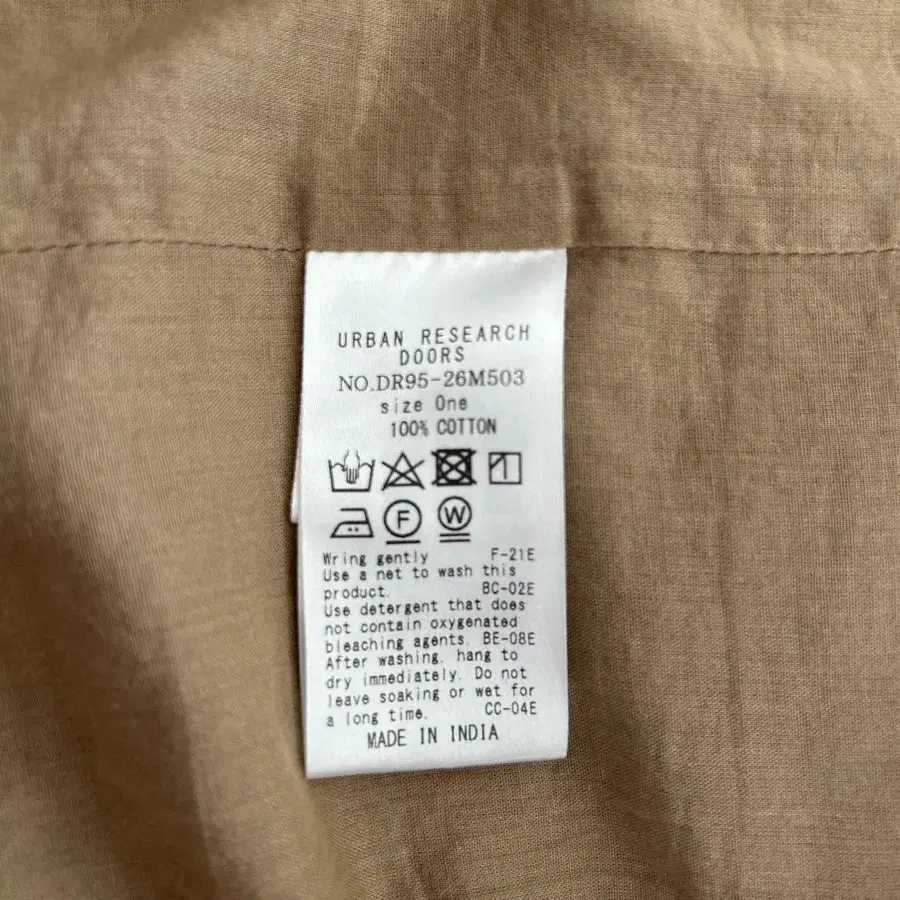 URBAN RESEARCH
DOORS
NO.DR95-26M503
size One
100% COTTON
F W
Wring gently F-21E
Use a net to wash this
product. BC-02E
Use detergent that does
not contain oxygenated
bleaching agents. BE-08E
After washing, hang to
dry immediately. Do not
leave soaking or wet for
a long time. CC-04E
MADE IN INDIA